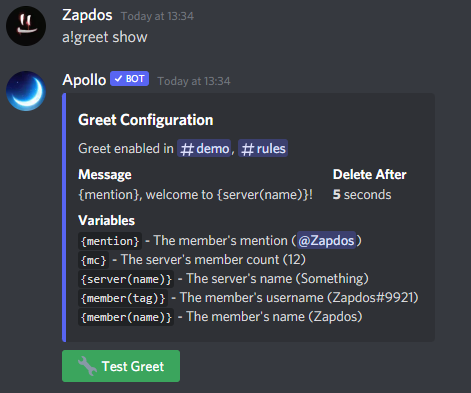 Zapdos Today at 13:34
a!greet show
Apollo ✓ BOT Today at 13:34
Greet Configuration
Greet enabled in #demo, #rules
Message Delete After
{mention}, welcome to {server(name)}! 5 seconds
Variables
{mention} - The member's mention (@Zapdos)
{mc} - The server's member count (12)
{server(name)} - The server's name (Something)
{member(tag)} - The member's username (Zapdos#9921)
{member(name)} - The member's name (Zapdos)
Test Greet